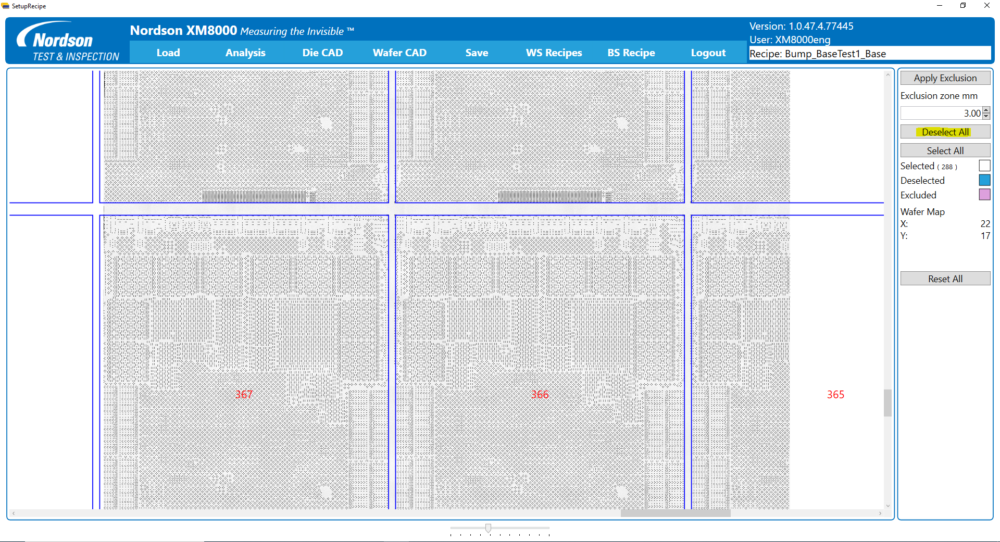 SetupRecipe
Nordson
TEST & INSPECTION
Nordson XM8000 Measuring the Invisible ™
Load Analysis Die CAD Wafer CAD Save WS Recipes BS Recipe Logout
Version: 1.0.47.4.77445
User: XM8000eng
Recipe: Bump_BaseTest1_Base
367
366
365
Apply Exclusion
Exclusion zone mm
3.00
Deselect All
Select All
Selected ( 288 )
Deselected
Excluded
Wafer Map
X: 22
Y: 17
Reset All